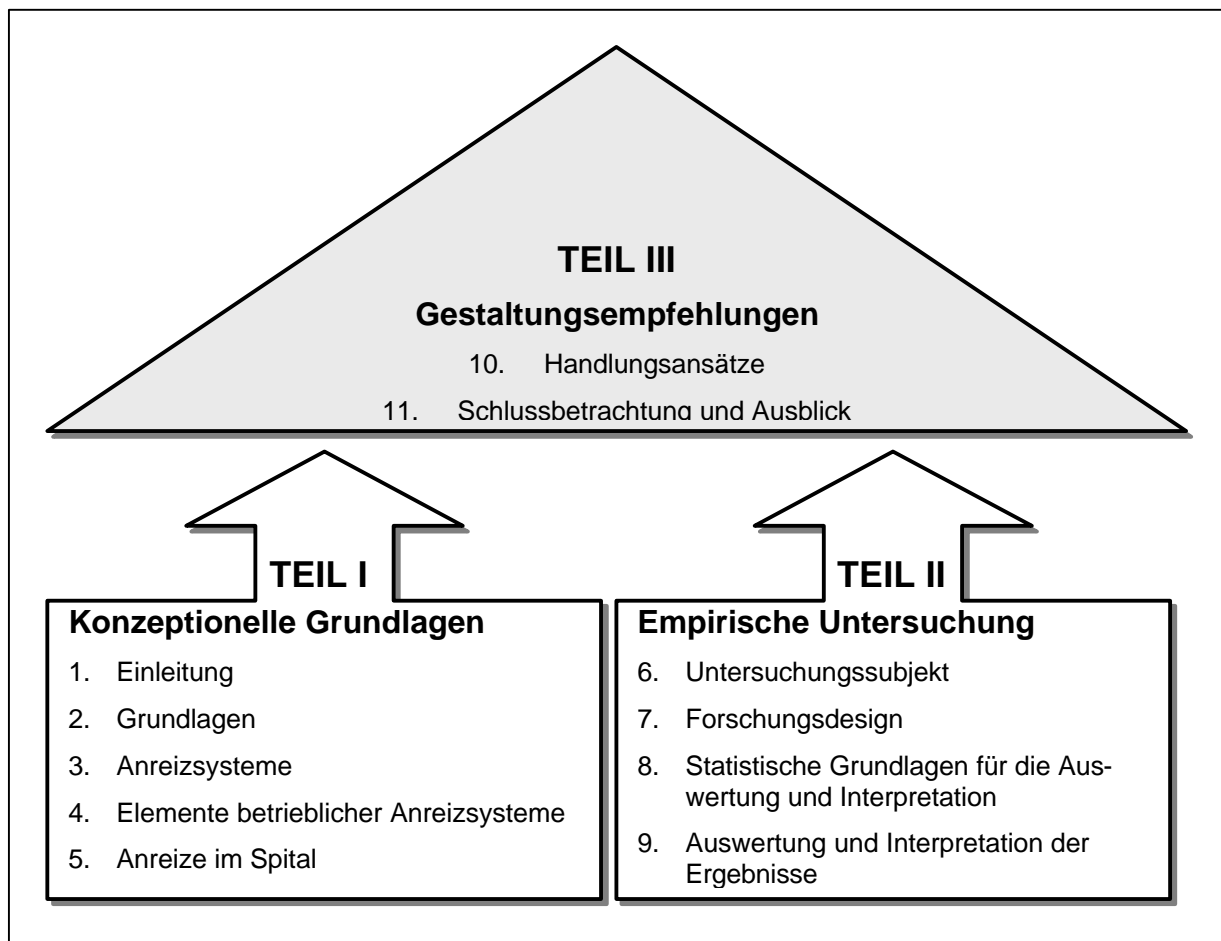 TEIL III
Gestaltungsempfehlungen
10. Handlungsansätze
11. Schlussbetrachtung und Ausblick
TEIL I
Konzeptionelle Grundlagen
1. Einleitung
2. Grundlagen
3. Anreizsysteme
4. Elemente betrieblicher Anreizsysteme
5. Anreize im Spital
TEIL II
Empirische Untersuchung
6. Untersuchungssubjekt
7. Forschungsdesign
8. Statistische Grundlagen für die Aus-
wertung und Interpretation
9. Auswertung und Interpretation der
Ergebnisse